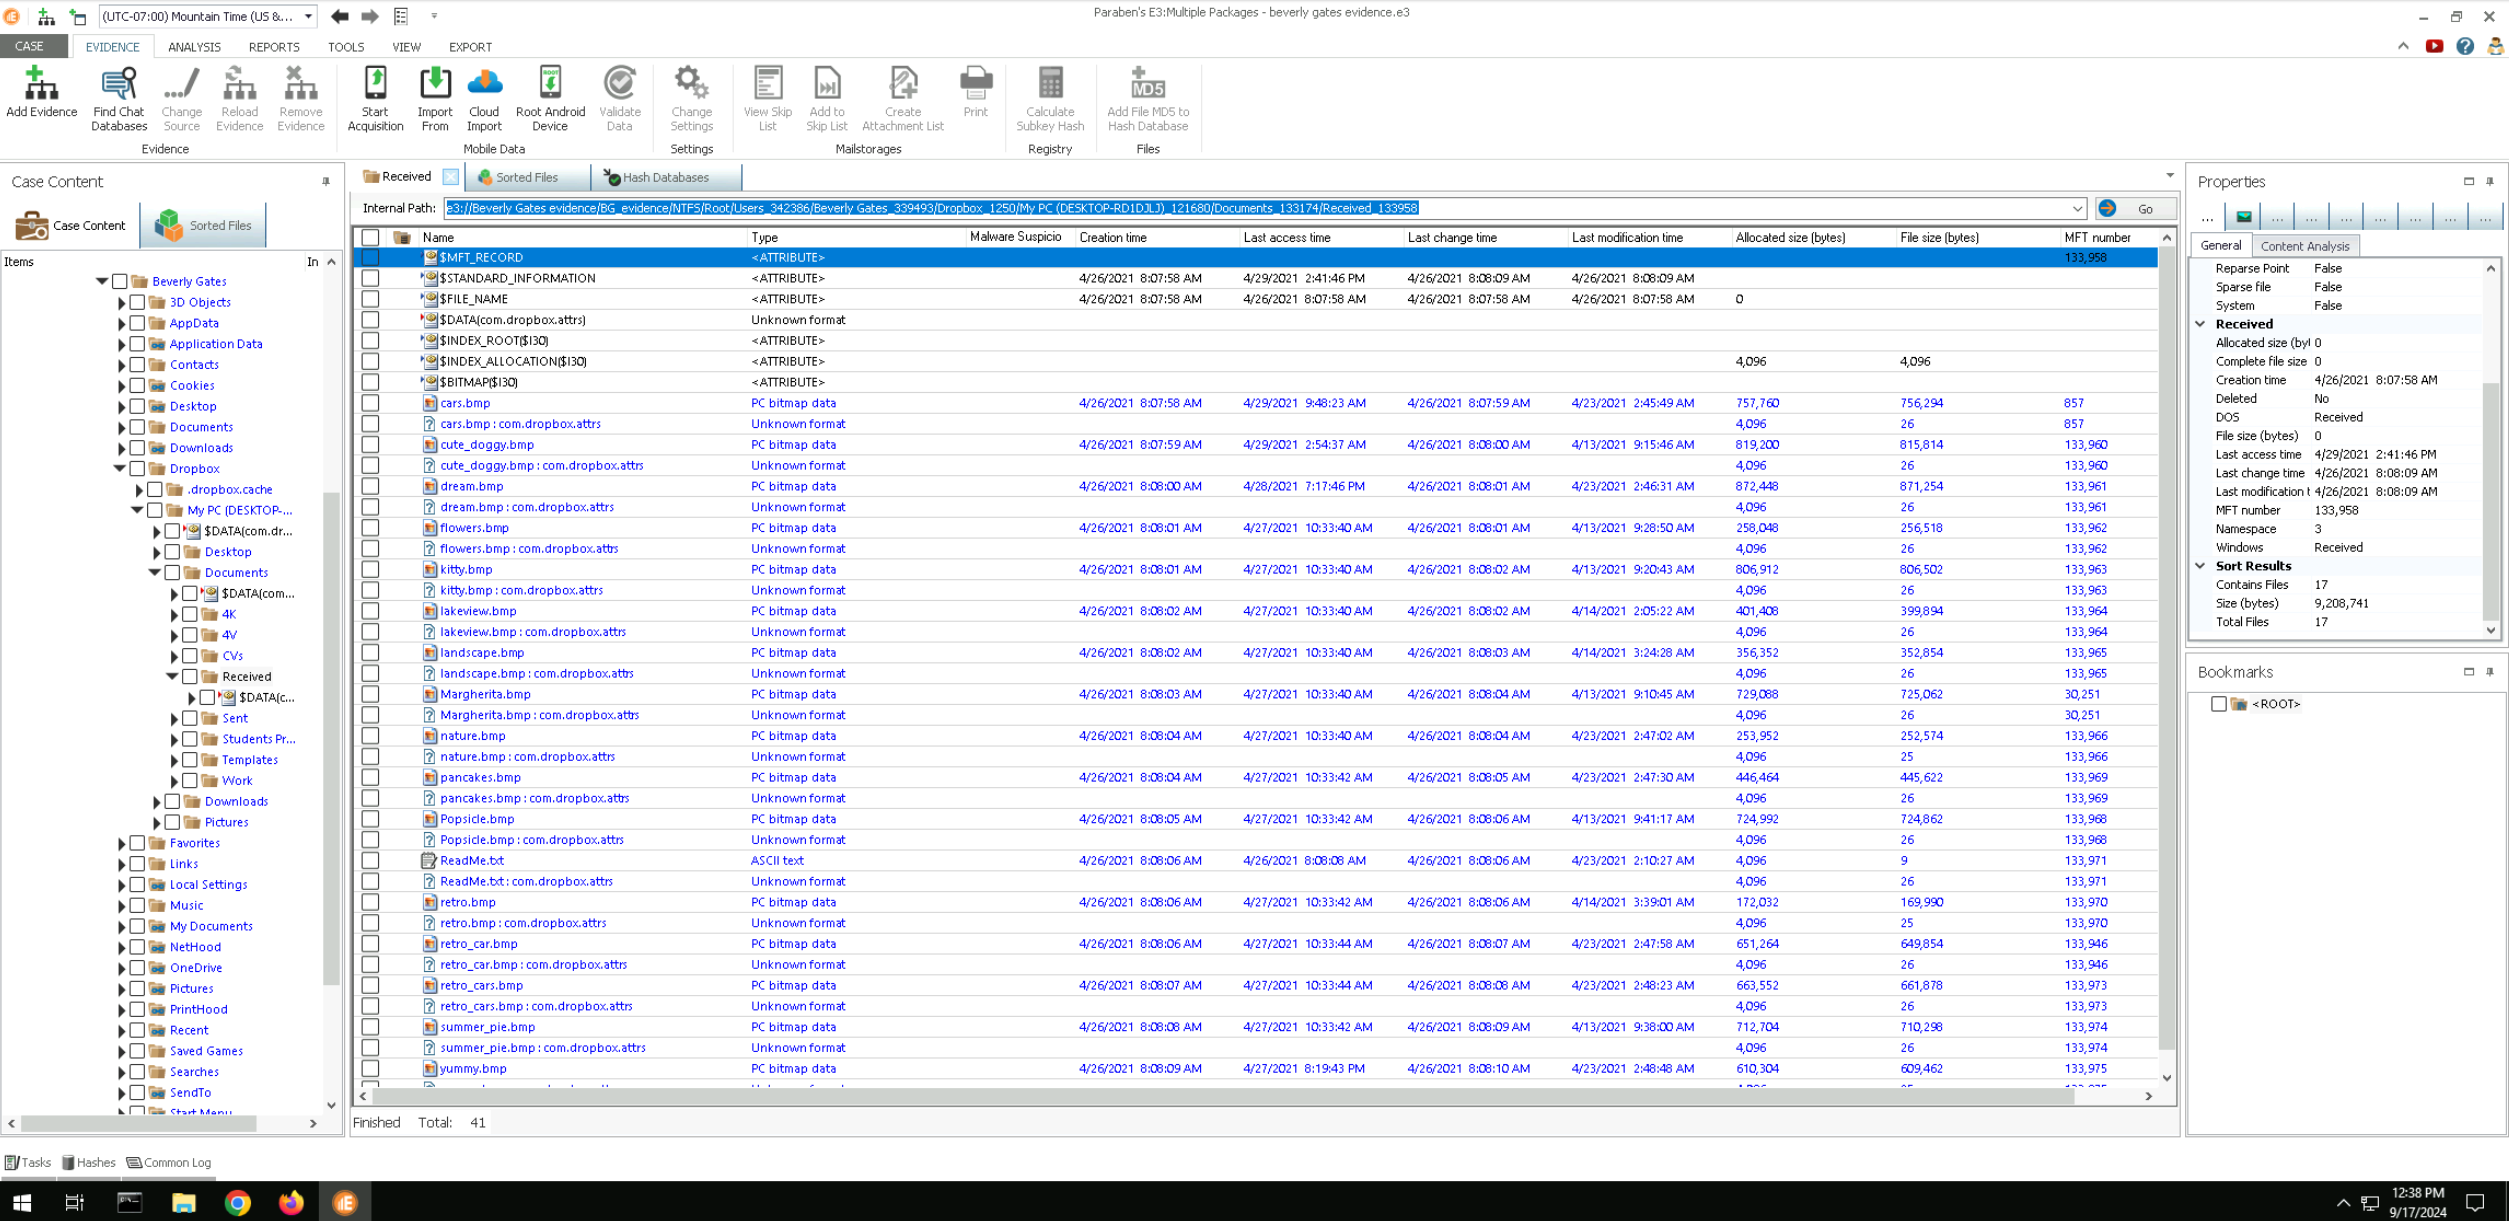 (UTC-07:00) Mountain Time (US &...
Paraben's E3:Multiple Packages - beverly gates evidence.e3
CASE EVIDENCE ANALYSIS REPORTS TOOLS VIEW EXPORT
Add Evidence
Find Chat Databases
Change Source
Reload Evidence
Remove Evidence
Start Acquisition
Import From
Cloud Import
Root Android Device
Validate Data
Change Settings
View Skip List
Add to Skip List
Create Attachment List
Print
Calculate Subkey Hash
Add File MD5 to Hash Database
Evidence Mobile Data Settings Mailstorages Registry Files
Case Content
Case Content Sorted Files
Items In
Beverly Gates
3D Objects
AppData
Application Data
Contacts
Cookies
Desktop
Documents
Downloads
Dropbox
.dropbox.cache
My PC (DESKTOP-...
$DATA(com.dr...
Desktop
Documents
$DATA(com...
4K
4V
CVs
Received
$DATA(c...
Sent
Students Pr...
Templates
Work
Downloads
Pictures
Favorites
Links
Local Settings
Music
My Documents
NetHood
OneDrive
Pictures
PrintHood
Recent
Saved Games
Searches
SendTo
Start Menu
Received Sorted Files Hash Databases
Internal Path: e3://Beverly Gates evidence/BG_evidence/NTFS/Root/Users_342386/Beverly Gates_339493/Dropbox_1250/My PC (DESKTOP-RD1DJLJ)_121680/Documents_133174/Received_133958 Go
Name Type Malware Suspicio Creation time Last access time Last change time Last modification time Allocated size (bytes) File size (bytes) MFT number
$MFT_RECORD <ATTRIBUTE> 133,958
$STANDARD_INFORMATION <ATTRIBUTE> 4/26/2021 8:07:58 AM 4/29/2021 2:41:46 PM 4/26/2021 8:08:09 AM 4/26/2021 8:08:09 AM
$FILE_NAME <ATTRIBUTE> 4/26/2021 8:07:58 AM 4/26/2021 8:07:58 AM 4/26/2021 8:07:58 AM 4/26/2021 8:07:58 AM 0
$DATA(com.dropbox.attrs) Unknown format
$INDEX_ROOT($I30) <ATTRIBUTE>
$INDEX_ALLOCATION($I30) <ATTRIBUTE> 4,096 4,096
$BITMAP($I30) <ATTRIBUTE>
cars.bmp PC bitmap data 4/26/2021 8:07:58 AM 4/29/2021 9:48:23 AM 4/26/2021 8:07:59 AM 4/23/2021 2:45:49 AM 757,760 756,294 857
cars.bmp : com.dropbox.attrs Unknown format 4,096 26 857
cute_doggy.bmp PC bitmap data 4/26/2021 8:07:59 AM 4/29/2021 2:54:37 AM 4/26/2021 8:08:00 AM 4/13/2021 9:15:46 AM 819,200 815,814 133,960
cute_doggy.bmp : com.dropbox.attrs Unknown format 4,096 26 133,960
dream.bmp PC bitmap data 4/26/2021 8:08:00 AM 4/28/2021 7:17:46 PM 4/26/2021 8:08:01 AM 4/23/2021 2:46:31 AM 872,448 871,254 133,961
dream.bmp : com.dropbox.attrs Unknown format 4,096 26 133,961
flowers.bmp PC bitmap data 4/26/2021 8:08:01 AM 4/27/2021 10:33:40 AM 4/26/2021 8:08:01 AM 4/13/2021 9:28:50 AM 258,048 256,518 133,962
flowers.bmp : com.dropbox.attrs Unknown format 4,096 26 133,962
kitty.bmp PC bitmap data 4/26/2021 8:08:01 AM 4/27/2021 10:33:40 AM 4/26/2021 8:08:02 AM 4/13/2021 9:20:43 AM 806,912 806,502 133,963
kitty.bmp : com.dropbox.attrs Unknown format 4,096 26 133,963
lakeview.bmp PC bitmap data 4/26/2021 8:08:02 AM 4/27/2021 10:33:40 AM 4/26/2021 8:08:02 AM 4/14/2021 2:05:22 AM 401,408 399,894 133,964
lakeview.bmp : com.dropbox.attrs Unknown format 4,096 26 133,964
landscape.bmp PC bitmap data 4/26/2021 8:08:02 AM 4/27/2021 10:33:40 AM 4/26/2021 8:08:03 AM 4/14/2021 3:24:28 AM 356,352 352,854 133,965
landscape.bmp : com.dropbox.attrs Unknown format 4,096 26 133,965
Margherita.bmp PC bitmap data 4/26/2021 8:08:03 AM 4/27/2021 10:33:40 AM 4/26/2021 8:08:04 AM 4/13/2021 9:10:45 AM 729,088 725,062 30,251
Margherita.bmp : com.dropbox.attrs Unknown format 4,096 26 30,251
nature.bmp PC bitmap data 4/26/2021 8:08:04 AM 4/27/2021 10:33:40 AM 4/26/2021 8:08:04 AM 4/23/2021 2:47:02 AM 253,952 252,574 133,966
nature.bmp : com.dropbox.attrs Unknown format 4,096 25 133,966
pancakes.bmp PC bitmap data 4/26/2021 8:08:04 AM 4/27/2021 10:33:42 AM 4/26/2021 8:08:05 AM 4/23/2021 2:47:30 AM 446,464 445,622 133,969
pancakes.bmp : com.dropbox.attrs Unknown format 4,096 26 133,969
Popsicle.bmp PC bitmap data 4/26/2021 8:08:05 AM 4/27/2021 10:33:42 AM 4/26/2021 8:08:06 AM 4/13/2021 9:41:17 AM 724,992 724,862 133,968
Popsicle.bmp : com.dropbox.attrs Unknown format 4,096 26 133,968
ReadMe.txt ASCII text 4/26/2021 8:08:06 AM 4/26/2021 8:08:08 AM 4/26/2021 8:08:06 AM 4/23/2021 2:10:27 AM 4,096 9 133,971
ReadMe.txt : com.dropbox.attrs Unknown format 4,096 26 133,971
retro.bmp PC bitmap data 4/26/2021 8:08:06 AM 4/27/2021 10:33:42 AM 4/26/2021 8:08:06 AM 4/14/2021 3:39:01 AM 172,032 169,990 133,970
retro.bmp : com.dropbox.attrs Unknown format 4,096 25 133,970
retro_car.bmp PC bitmap data 4/26/2021 8:08:06 AM 4/27/2021 10:33:44 AM 4/26/2021 8:08:07 AM 4/23/2021 2:47:58 AM 651,264 649,854 133,946
retro_car.bmp : com.dropbox.attrs Unknown format 4,096 26 133,946
retro_cars.bmp PC bitmap data 4/26/2021 8:08:07 AM 4/27/2021 10:33:44 AM 4/26/2021 8:08:08 AM 4/23/2021 2:48:23 AM 663,552 661,878 133,973
retro_cars.bmp : com.dropbox.attrs Unknown format 4,096 26 133,973
summer_pie.bmp PC bitmap data 4/26/2021 8:08:08 AM 4/27/2021 10:33:42 AM 4/26/2021 8:08:09 AM 4/13/2021 9:38:00 AM 712,704 710,298 133,974
summer_pie.bmp : com.dropbox.attrs Unknown format 4,096 26 133,974
yummy.bmp PC bitmap data 4/26/2021 8:08:09 AM 4/27/2021 8:19:43 PM 4/26/2021 8:08:10 AM 4/23/2021 2:48:48 AM 610,304 609,462 133,975
Finished Total: 41
Properties
General Content Analysis
Reparse Point False
Sparse file False
System False
Received
Allocated size (byt 0
Complete file size 0
Creation time 4/26/2021 8:07:58 AM
Deleted No
DOS Received
File size (bytes) 0
Last access time 4/29/2021 2:41:46 PM
Last change time 4/26/2021 8:08:09 AM
Last modification t 4/26/2021 8:08:09 AM
MFT number 133,958
Namespace 3
Windows Received
Sort Results
Contains Files 17
Size (bytes) 9,208,741
Total Files 17
Bookmarks
<ROOT>
Tasks Hashes Common Log
12:38 PM
9/17/2024